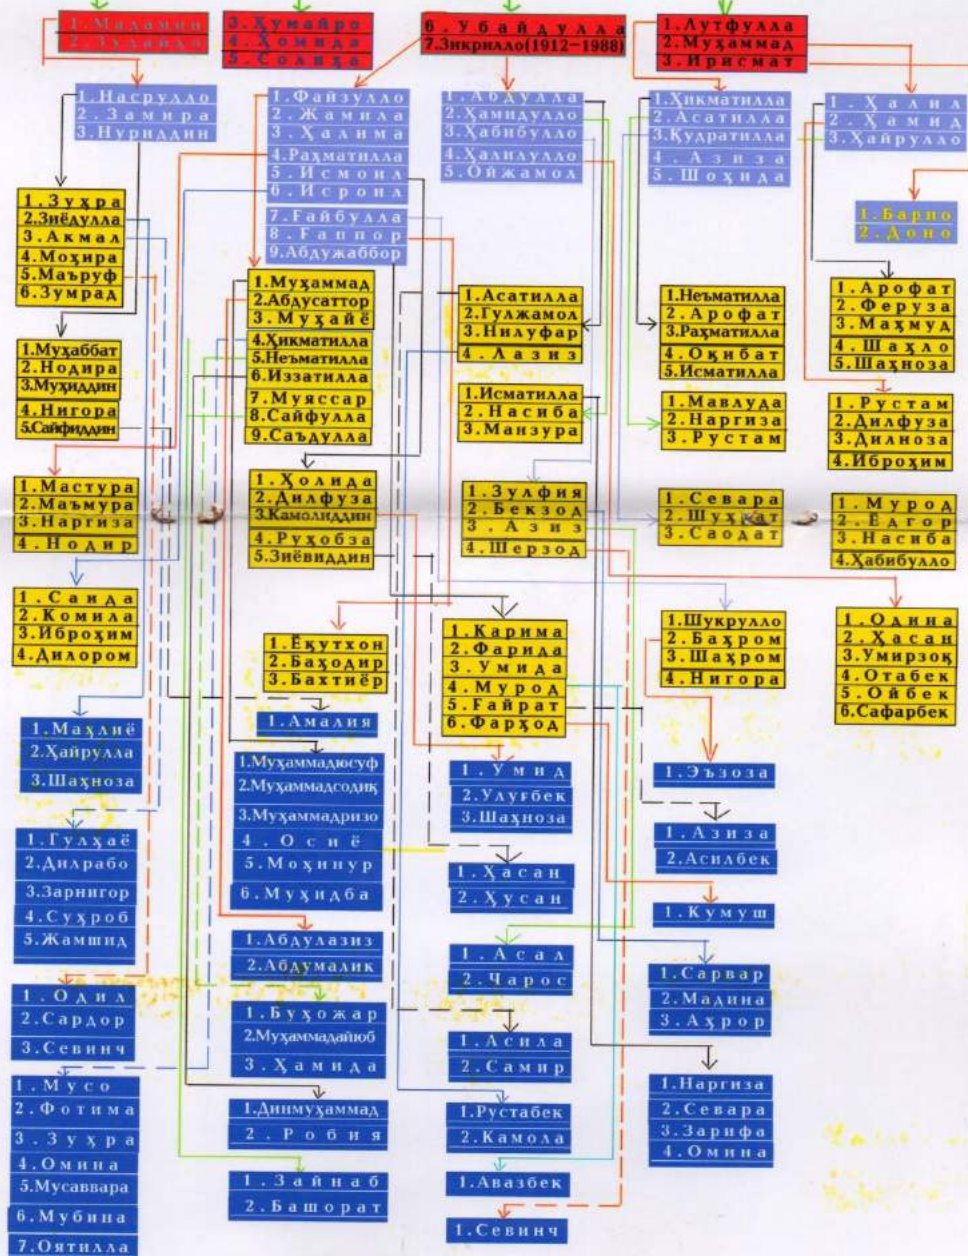 1.Мадамин
2.Зулайҳо
3.Ҳумайро
4.Ҳомида
5.Солиҳа
6.Убайдулла
7.Зикрилло(1912–1988)
1.Лутфулла
2.Муҳаммад
3.Ирисмат
1.Насрулло
2.Замира
3.Нуриддин
1.Файзулло
2.Жамила
3.Ҳалима
4.Раҳматилла
5.Исмоил
6.Исроил
7.Ғайбулла
8.Ғаппор
9.Абдужаббор
1.Абдулла
2.Ҳамидулло
3.Ҳабибулло
4.Ҳалилулло
5.Ойжамол
1.Ҳикматилла
2.Асатилла
3.Қудратилла
4.Азиза
5.Шоҳида
1.Ҳалил
2.Ҳамид
3.Ҳайрулло
1.Барно
2.Доно
1.Зуҳра
2.Зиёдулла
3.Акмал
4.Моҳира
5.Маъруф
6.Зумрад
1.Муҳаммад
2.Абдусаттор
3.Муҳайё
4.Ҳикматилла
5.Неъматилла
6.Иззатилла
7.Муяссар
8.Сайфулла
9.Саъдулла
1.Асатилла
2.Гулжамол
3.Нилуфар
4.Лазиз
1.Неъматилла
2.Арофат
3.Раҳматилла
4.Оқибат
5.Исматилла
1.Арофат
2.Феруза
3.Маҳмуд
4.Шаҳло
5.Шаҳноза
1.Муҳаббат
2.Нодира
3.Муҳиддин
4.Нигора
5.Сайфиддин
1.Исматилла
2.Насиба
3.Манзура
1.Мавлуда
2.Наргиза
3.Рустам
1.Рустам
2.Дилфуза
3.Дилноза
4.Иброҳим
1.Мастура
2.Маъмура
3.Наргиза
4.Нодир
1.Ҳолида
2.Дилфуза
3.Камолиддин
4.Руҳобза
5.Зиёвиддин
1.Зулфия
2.Бекзод
3.Азиз
4.Шерзод
1.Севара
2.Шуҳрат
3.Саодат
1.Мурод
2.Ёдгор
3.Насиба
4.Ҳабибулло
1.Саида
2.Комила
3.Иброҳим
4.Дилором
1.Ёқутхон
2.Баҳодир
3.Бахтиёр
1.Карима
2.Фарида
3.Умида
4.Мурод
5.Ғайрат
6.Фарҳод
1.Шукрулло
2.Баҳром
3.Шаҳром
4.Нигора
1.Одина
2.Ҳасан
3.Умирзоқ
4.Отабек
5.Ойбек
6.Сафарбек
1.Маҳлиё
2.Ҳайрулла
3.Шаҳноза
1.Амалия
1.Муҳаммадюсуф
2.Муҳаммадсодиқ
3.Муҳаммадризо
4.Осиё
5.Моҳинур
6.Муҳидба
1.Умид
2.Улуғбек
3.Шаҳноза
1.Эъзоза
1.Гулҳаё
2.Дилрабо
3.Зарнигор
4.Суҳроб
5.Жамшид
1.Ҳасан
2.Ҳусан
1.Азиза
2.Асилбек
1.Кумуш
1.Абдулазиз
2.Абдумалик
1.Асал
2.Чарос
1.Сарвар
2.Мадина
3.Аҳрор
1.Одил
2.Сардор
3.Севинч
1.Буҳожар
2.Муҳаммадайюб
3.Ҳамида
1.Асила
2.Самир
1.Наргиза
2.Севара
3.Зарифа
4.Омина
1.Мусо
2.Фотима
3.Зуҳра
4.Омина
5.Мусаввара
6.Мубина
7.Оятилла
1.Динмуҳаммад
2.Робия
1.Рустабек
2.Камола
1.Зайнаб
2.Башорат
1.Авазбек
1.Севинч